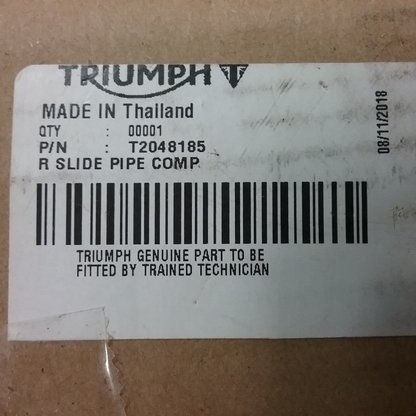 TRIUMPH
MADE IN Thailand
QTY : 00001
P/N : T2048185
R SLIDE PIPE COMP
TRIUMPH GENUINE PART TO BE
FITTED BY TRAINED TECHNICIAN
08/11/2018